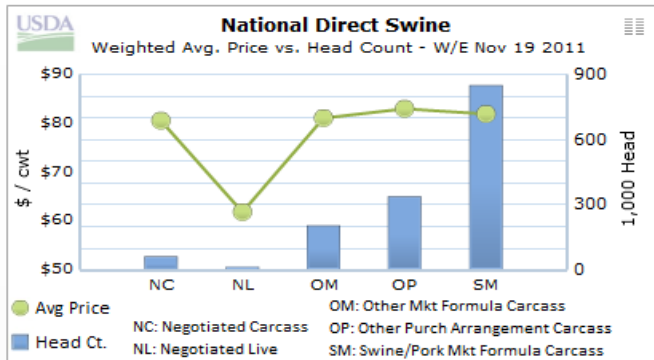 USDA
National Direct Swine
Weighted Avg. Price vs. Head Count - W/E Nov 19 2011
$90
$80
$70
$60
$50
$ / cwt
900
600
300
0
1,000 Head
NC NL OM OP SM
Avg Price
Head Ct.
NC: Negotiated Carcass
NL: Negotiated Live
OM: Other Mkt Formula Carcass
OP: Other Purch Arrangement Carcass
SM: Swine/Pork Mkt Formula Carcass